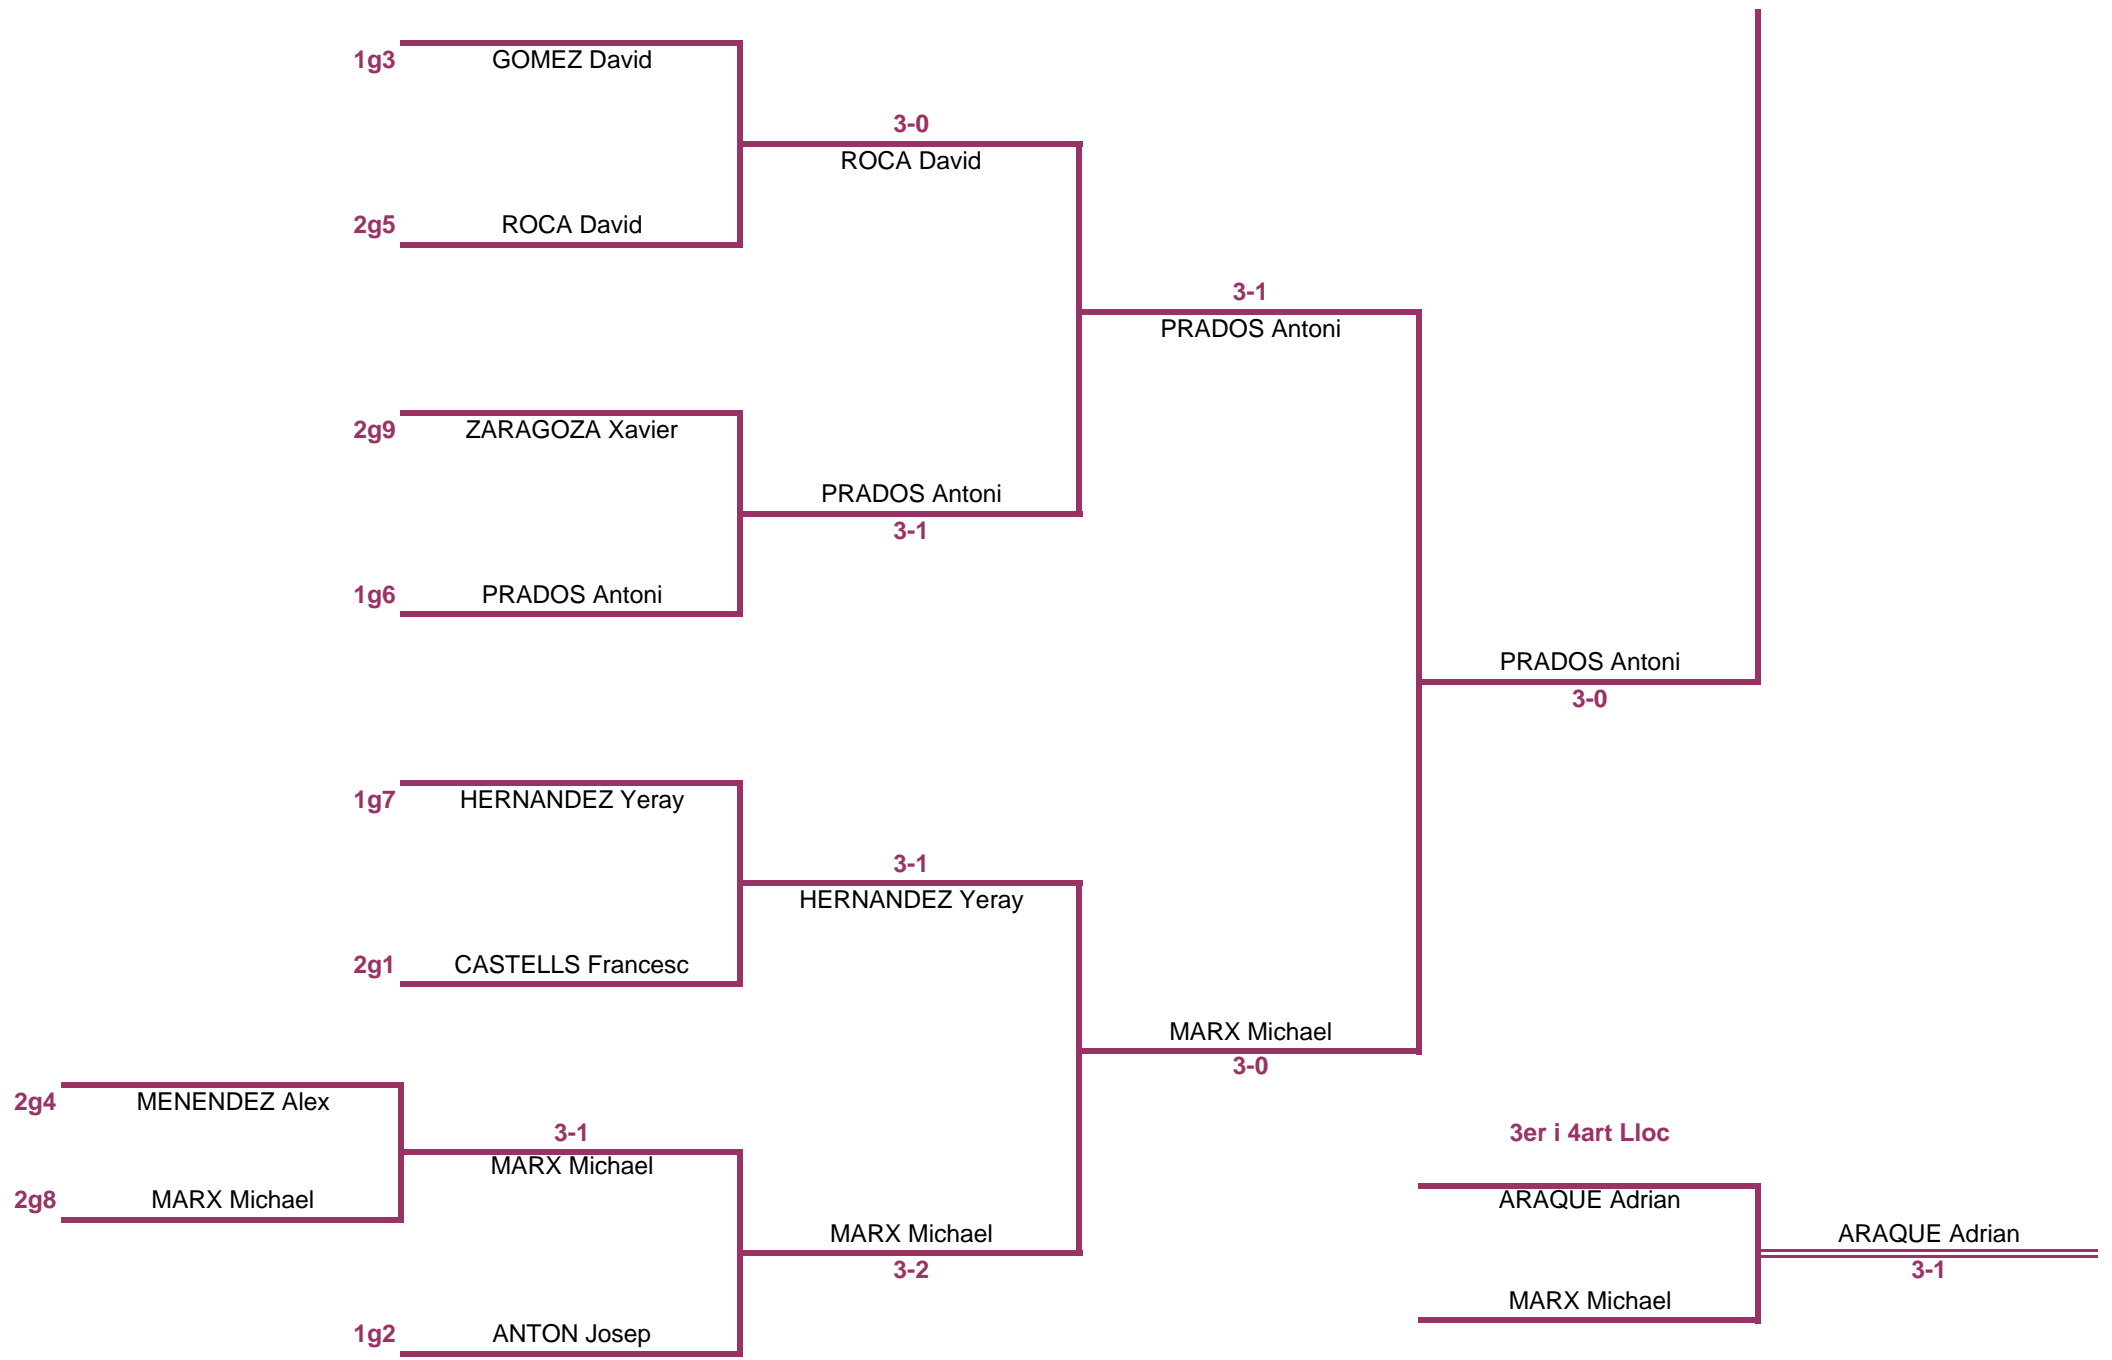 1g3 GOMEZ David
3-0
ROCA David
2g5 ROCA David
3-1
PRADOS Antoni
2g9 ZARAGOZA Xavier
PRADOS Antoni
3-1
1g6 PRADOS Antoni
PRADOS Antoni
3-0
1g7 HERNANDEZ Yeray
3-1
HERNANDEZ Yeray
2g1 CASTELLS Francesc
MARX Michael
3-0
2g4 MENENDEZ Alex
3-1
MARX Michael
3er i 4art Lloc
2g8 MARX Michael
ARAQUE Adrian
MARX Michael
3-2
ARAQUE Adrian
3-1
MARX Michael
1g2 ANTON Josep